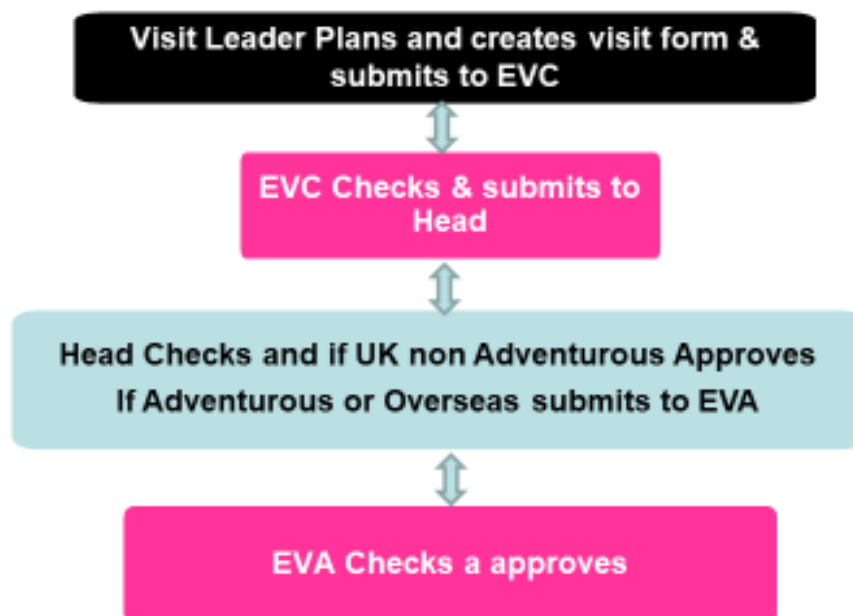 Visit Leader Plans and creates visit form &
submits to EVC
EVC Checks & submits to
Head
Head Checks and if UK non Adventurous Approves
If Adventurous or Overseas submits to EVA
EVA Checks a approves